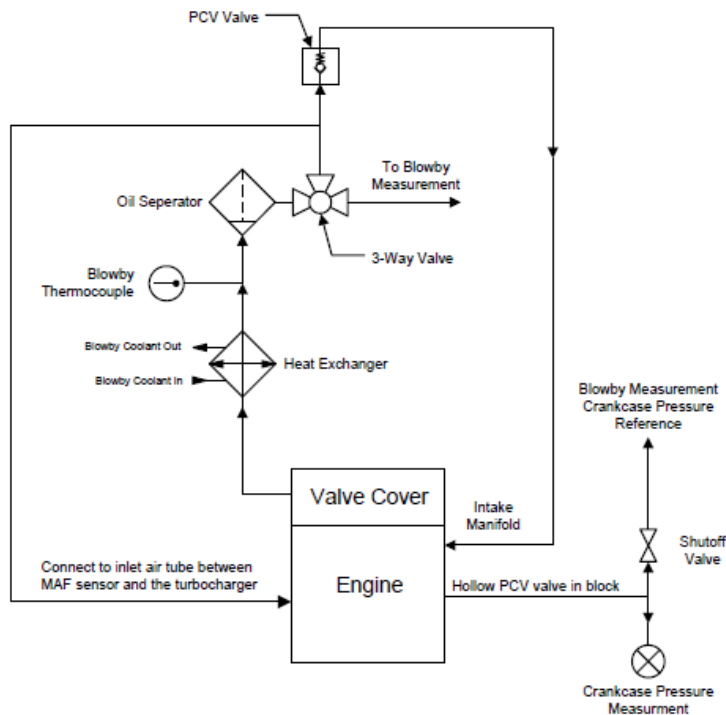 PCV Valve
To Blowby
Measurement
Oil Seperator
3-Way Valve
Blowby
Thermocouple
Blowby Coolant Out
Heat Exchanger
Blowby Coolant In
Blowby Measurement
Crankcase Pressure
Reference
Valve Cover
Intake
Manifold
Shutoff
Valve
Connect to inlet air tube between
MAF sensor and the turbocharger
Engine
Hollow PCV valve in block
Crankcase Pressure
Measurment